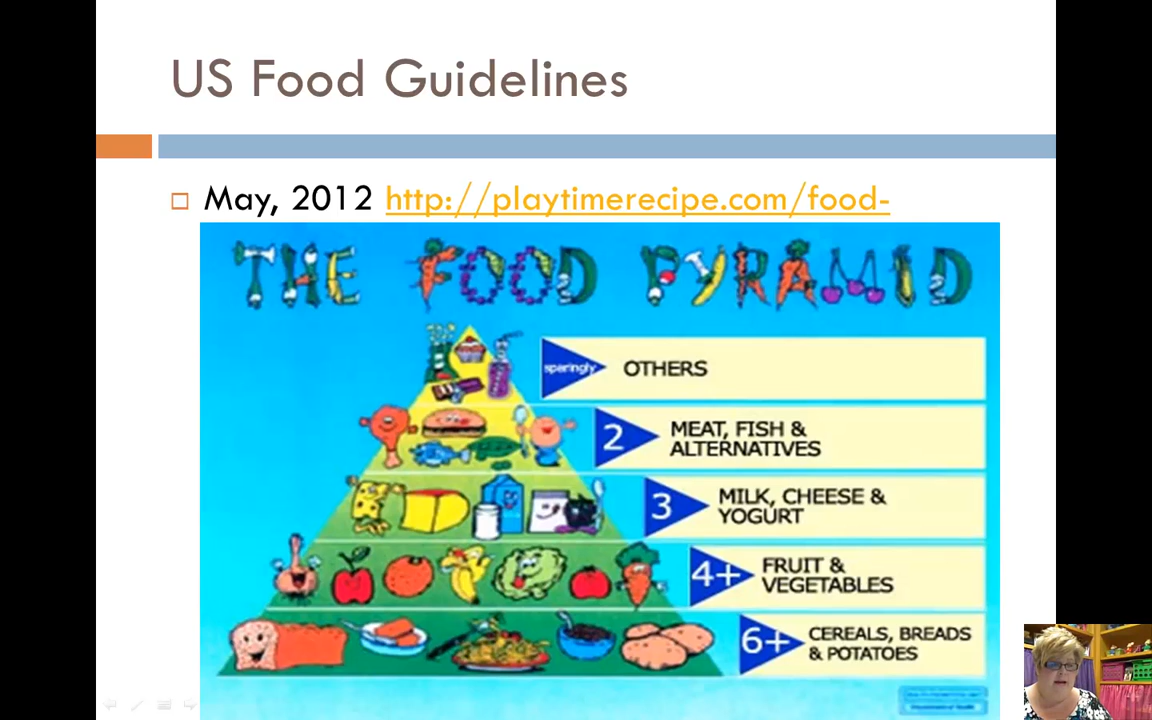 US Food Guidelines
May, 2012 http://playtimerecipe.com/food-
THE FOOD PYRAMID
sparingly OTHERS
2 MEAT, FISH &
ALTERNATIVES
3 MILK, CHEESE &
YOGURT
4+ FRUIT &
VEGETABLES
6+ CEREALS, BREADS
& POTATOES